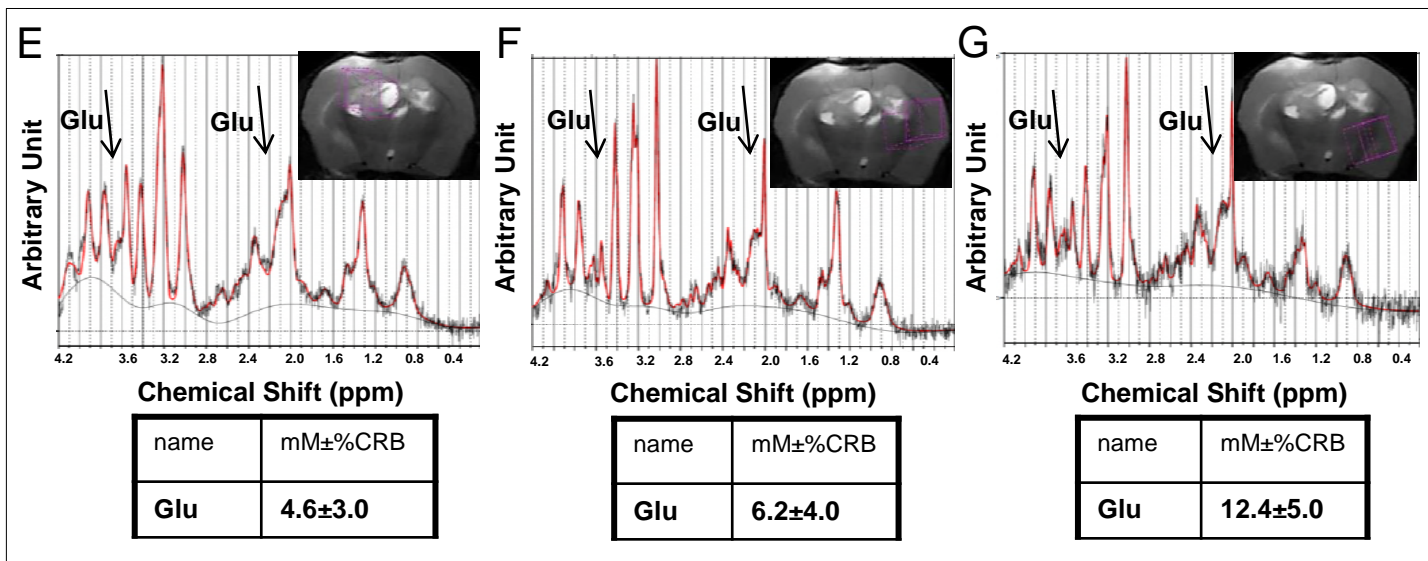 E
Glu
Glu
Arbitrary Unit
4.2 3.6 3.2 2.8 2.4 2.0 1.6 1.2 0.8 0.4
Chemical Shift (ppm)
name mM±%CRB
Glu 4.6±3.0
F
Glu
Glu
Arbitrary Unit
4.2 3.6 3.2 2.8 2.4 2.0 1.6 1.2 0.8 0.4
Chemical Shift (ppm)
name mM±%CRB
Glu 6.2±4.0
G
Glu
Glu
Arbitrary Unit
4.2 3.6 3.2 2.8 2.4 2.0 1.6 1.2 0.8 0.4
Chemical Shift (ppm)
name mM±%CRB
Glu 12.4±5.0